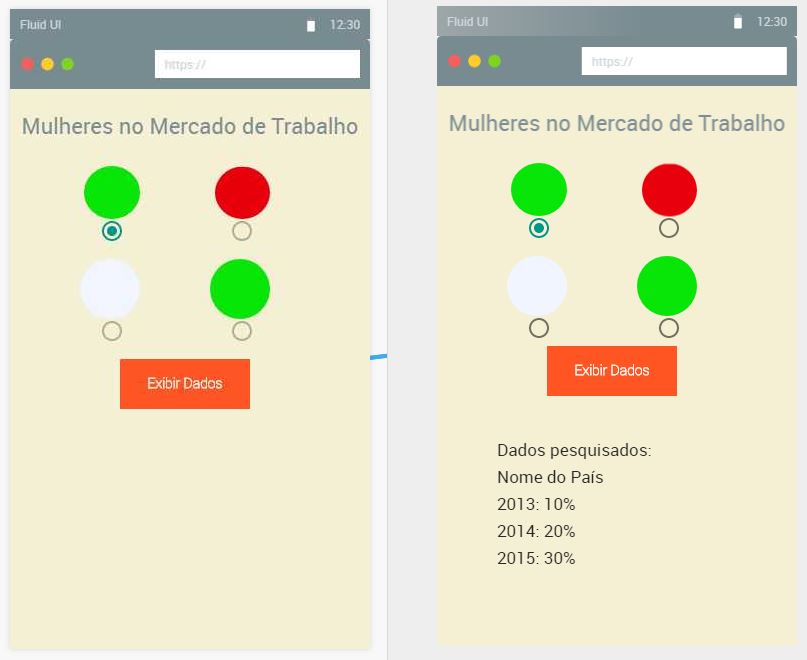 Fluid UI 12:30
https://
Mulheres no Mercado de Trabalho
Exibir Dados
Fluid UI 12:30
https://
Mulheres no Mercado de Trabalho
Exibir Dados
Dados pesquisados:
Nome do País
2013: 10%
2014: 20%
2015: 30%